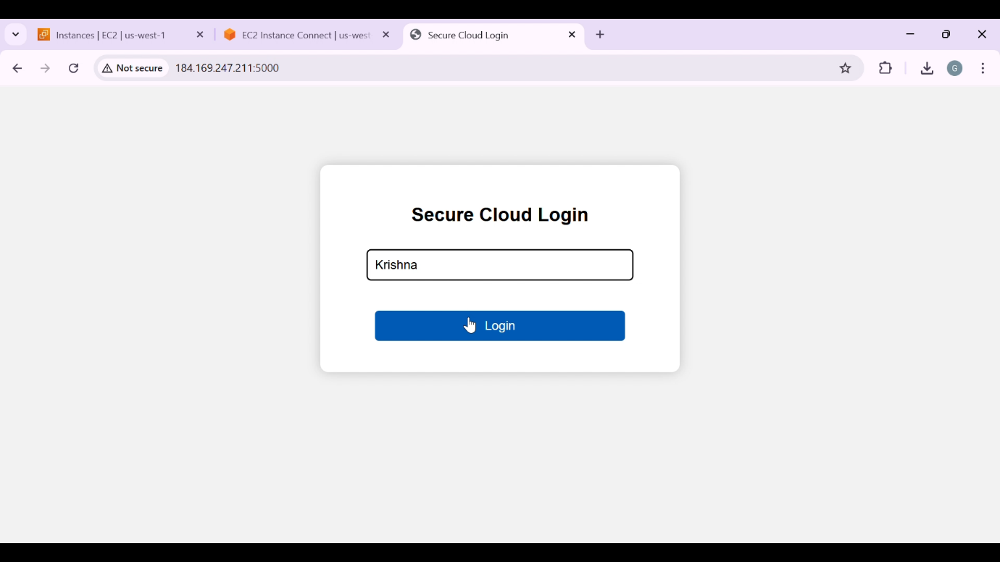 Instances | EC2 | us-west-1
EC2 Instance Connect | us-west
Secure Cloud Login
Not secure 184.169.247.211:5000
G
Secure Cloud Login
Krishna
Login